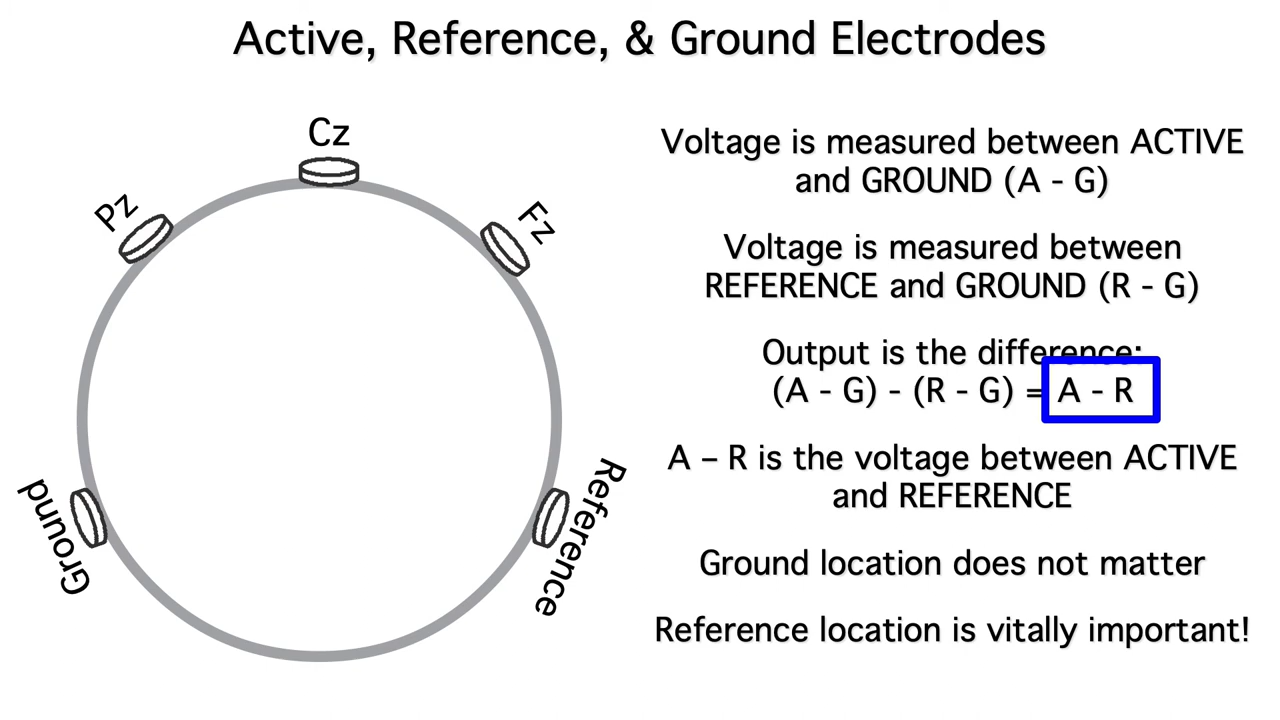 Active, Reference, & Ground Electrodes
Cz
Pz
Fz
Ground
Reference
Voltage is measured between ACTIVE
and GROUND (A - G)
Voltage is measured between
REFERENCE and GROUND (R - G)
Output is the difference:
(A - G) - (R - G) = A - R
A – R is the voltage between ACTIVE
and REFERENCE
Ground location does not matter
Reference location is vitally important!